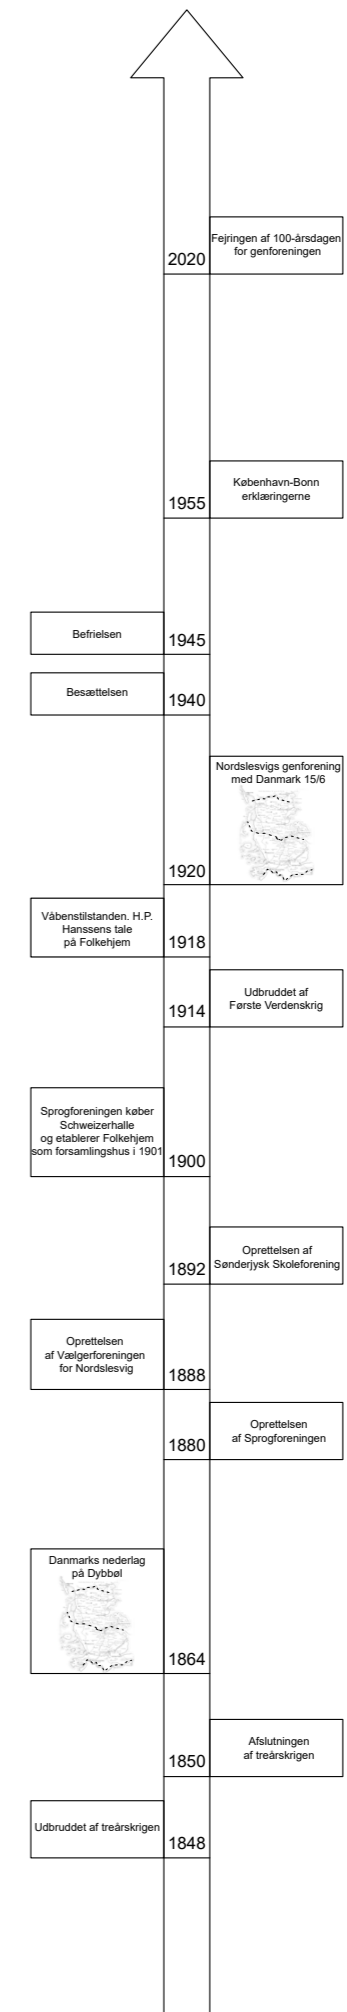 Fejringen af 100-årsdagen
for genforeningen
2020
København-Bonn
erklæringerne
1955
Befrielsen
1945
Besættelsen
1940
Nordslesvigs genforening
med Danmark 15/6
1920
Våbenstilstanden. H.P.
Hanssens tale
på Folkehjem
1918
Udbruddet af
Første Verdenskrig
1914
Sprogforeningen køber
Schweizerhalle
og etablerer Folkehjem
som forsamlingshus i 1901
1900
Oprettelsen af
Sønderjysk Skoleforening
1892
Oprettelsen
af Vælgerforeningen
for Nordslesvig
1888
Oprettelsen
af Sprogforeningen
1880
Danmarks nederlag
på Dybbøl
1864
Afslutningen
af treårskrigen
1850
Udbruddet af treårskrigen
1848